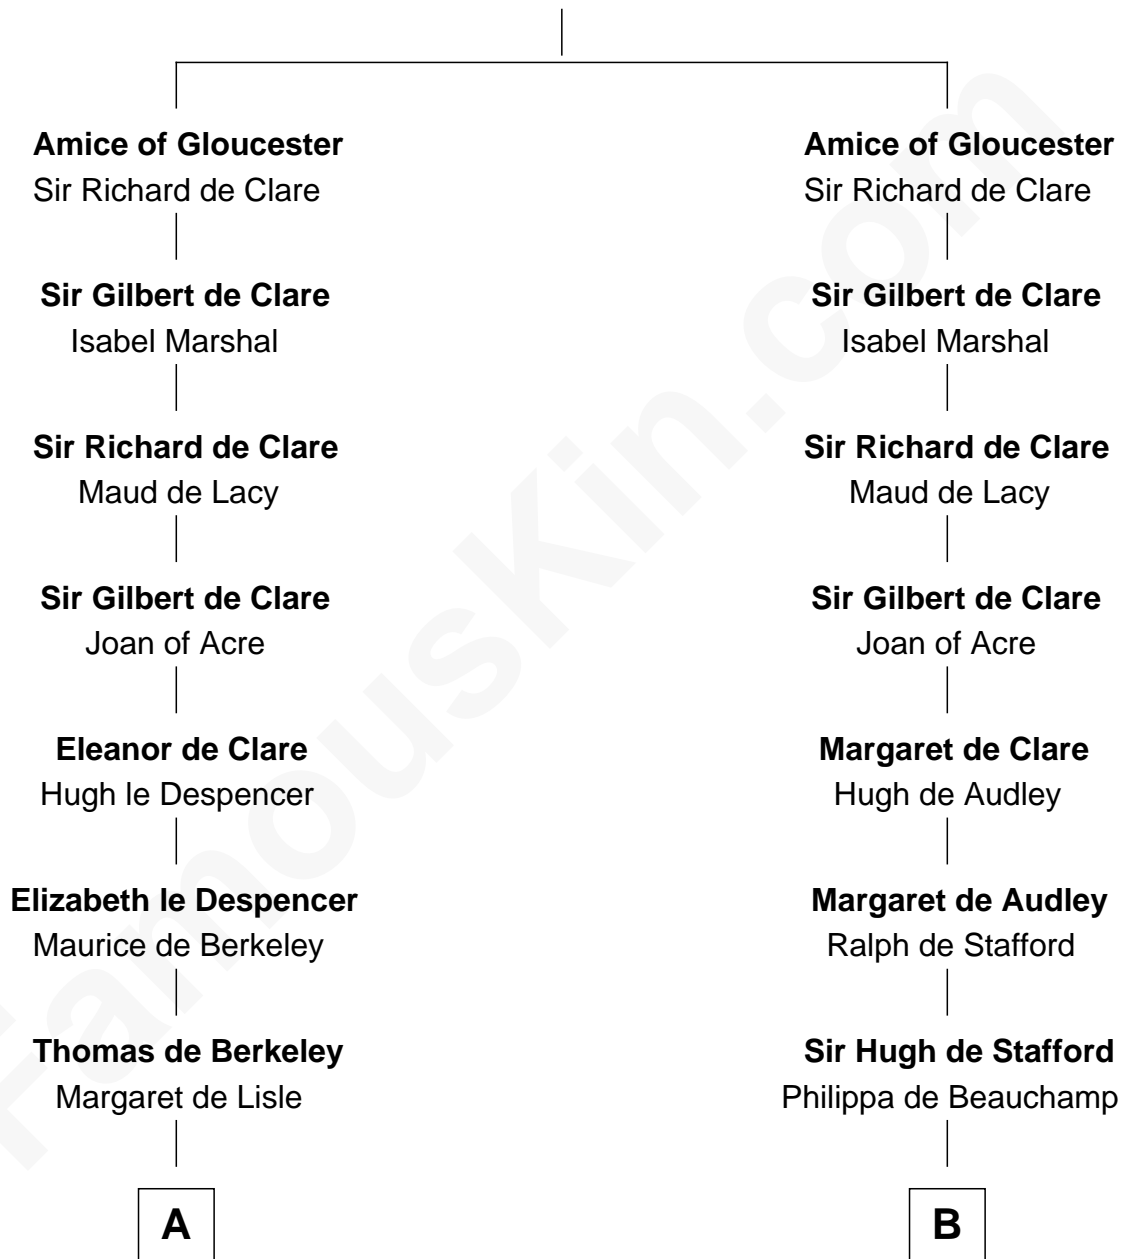 Amice of Gloucester
Sir Richard de Clare
Sir Gilbert de Clare
Isabel Marshal
Sir Richard de Clare
Maud de Lacy
Sir Gilbert de Clare
Joan of Acre
Eleanor de Clare
Hugh le Despencer
Elizabeth le Despencer
Maurice de Berkeley
Thomas de Berkeley
Margaret de Lisle
A
Amice of Gloucester
Sir Richard de Clare
Sir Gilbert de Clare
Isabel Marshal
Sir Richard de Clare
Maud de Lacy
Sir Gilbert de Clare
Joan of Acre
Margaret de Clare
Hugh de Audley
Margaret de Audley
Ralph de Stafford
Sir Hugh de Stafford
Philippa de Beauchamp
B
FamousKin.com